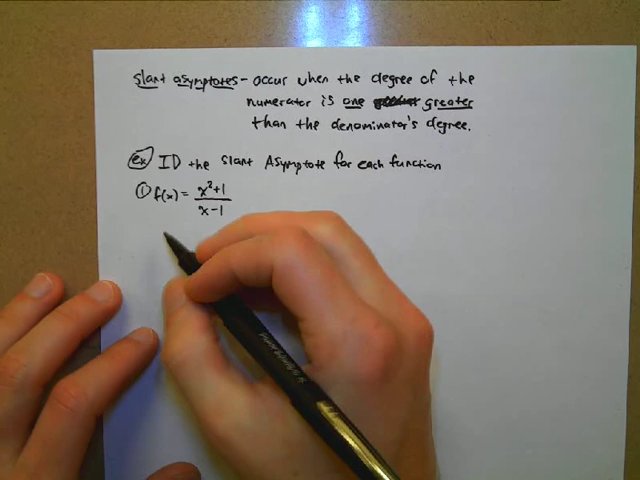 slant asymptotes - occur when the degree of the
numerator is one greater
than the denominator's degree.
ex ID the Slant Asymptote for each function
① f(x) = x²+1
x-1